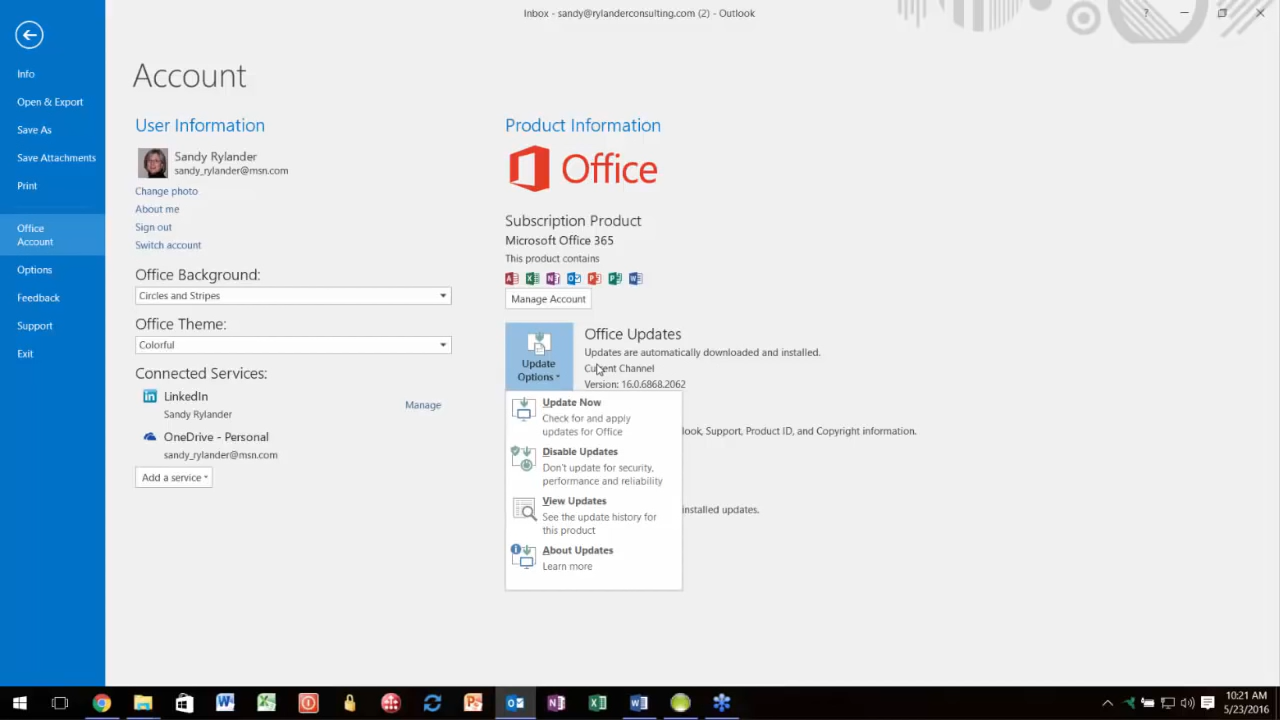 Inbox - sandy@rylanderconsulting.com (2) - Outlook
?
Info
Open & Export
Save As
Save Attachments
Print
Office
Account
Options
Feedback
Support
Exit
Account
User Information
Sandy Rylander
sandy_rylander@msn.com
Change photo
About me
Sign out
Switch account
Office Background:
Circles and Stripes
Office Theme:
Colorful
Connected Services:
LinkedIn
Sandy Rylander
Manage
OneDrive - Personal
sandy_rylander@msn.com
Add a service
Product Information
Office
Subscription Product
Microsoft Office 365
This product contains
Manage Account
Update
Options
Office Updates
Updates are automatically downloaded and installed.
Current Channel
Version: 16.0.6868.2062
Update Now
Check for and apply
updates for Office
Disable Updates
Don't update for security,
performance and reliability
View Updates
See the update history for
this product
About Updates
Learn more
look, Support, Product ID, and Copyright information.
installed updates.
10:21 AM
5/23/2016